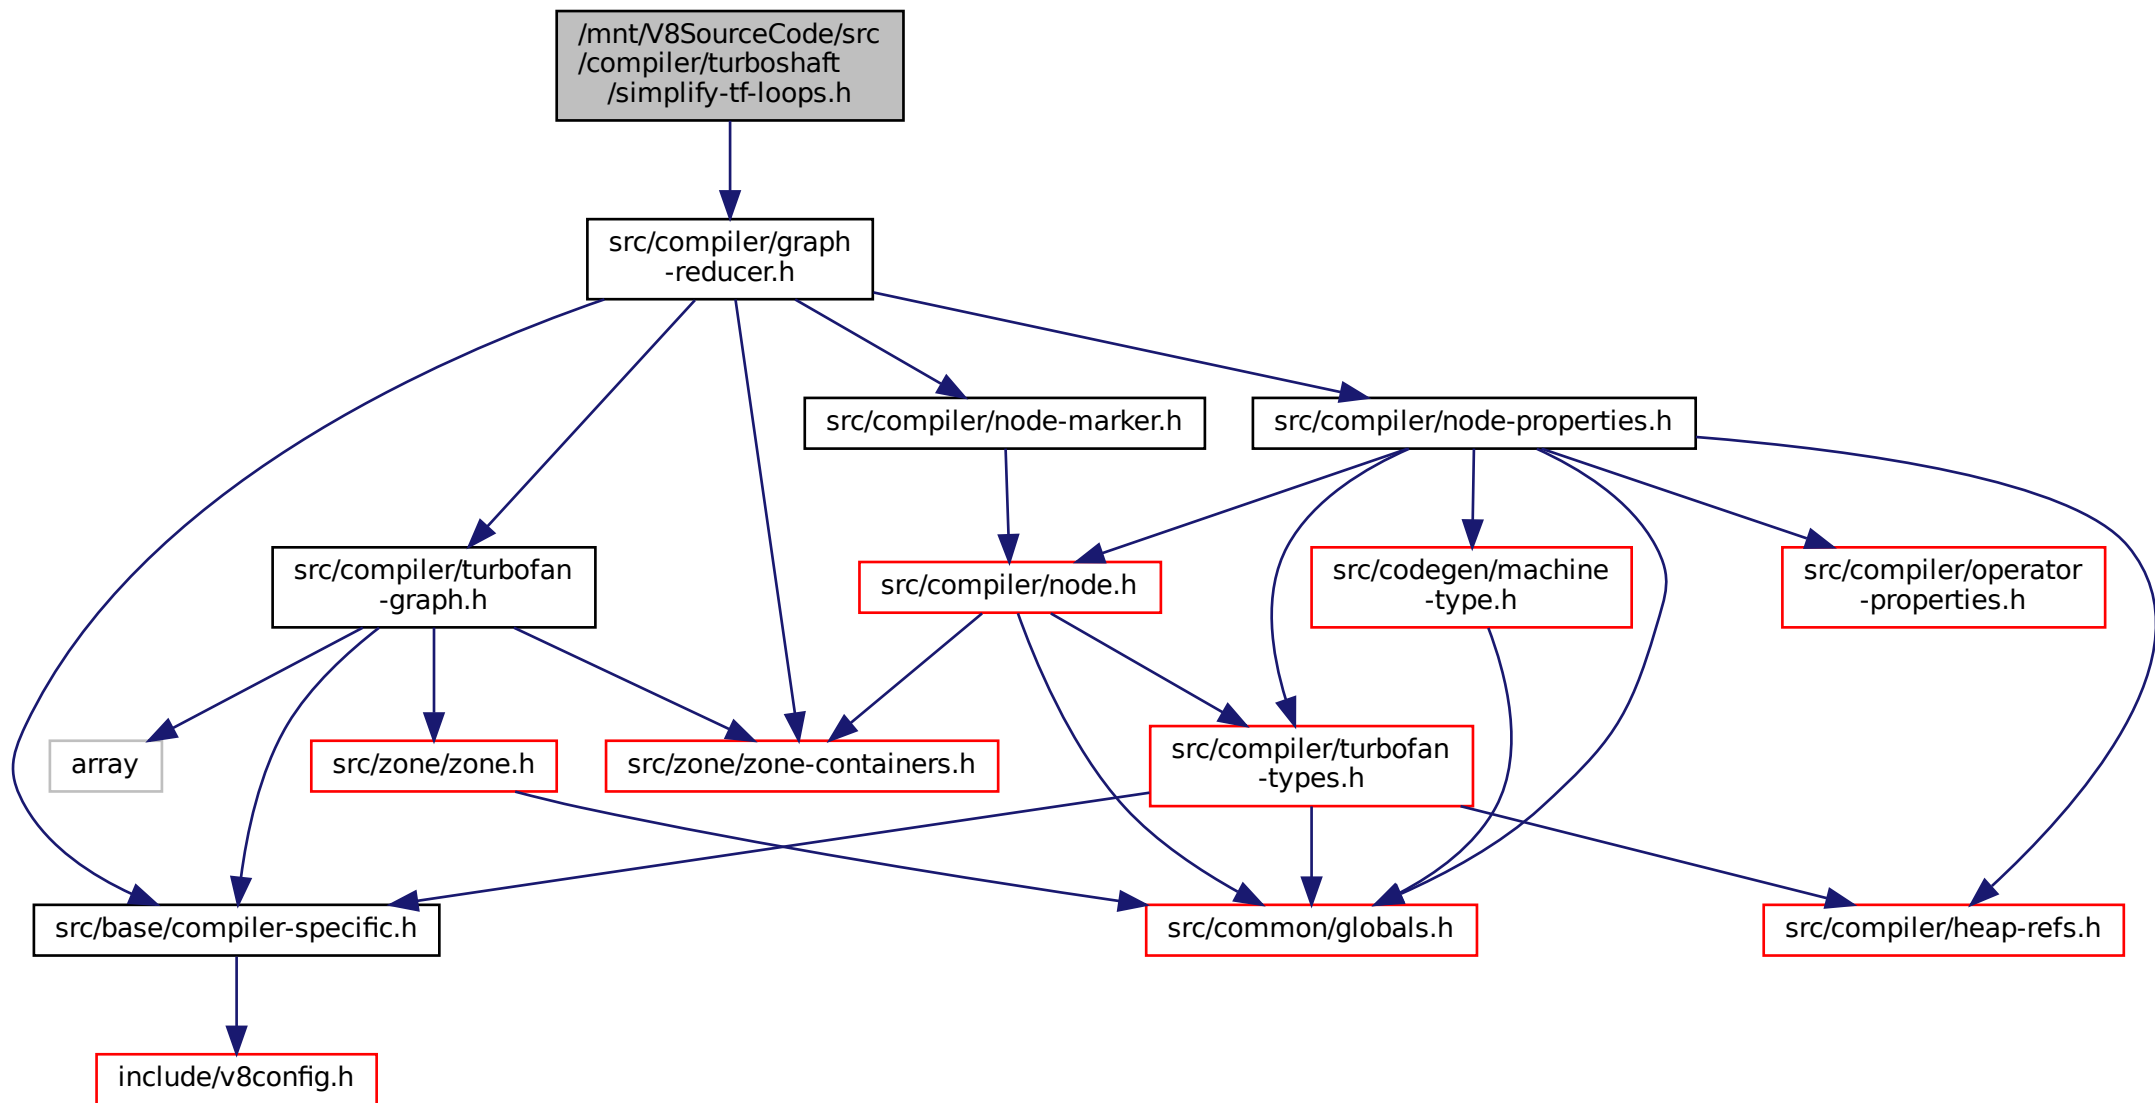 /mnt/V8SourceCode/src
/compiler/turboshaft
/simplify-tf-loops.h
src/compiler/graph
-reducer.h
src/compiler/node-marker.h
src/compiler/node-properties.h
src/compiler/turbofan
-graph.h
src/compiler/node.h
src/codegen/machine
-type.h
src/compiler/operator
-properties.h
array
src/zone/zone.h
src/zone/zone-containers.h
src/compiler/turbofan
-types.h
src/base/compiler-specific.h
src/common/globals.h
src/compiler/heap-refs.h
include/v8config.h